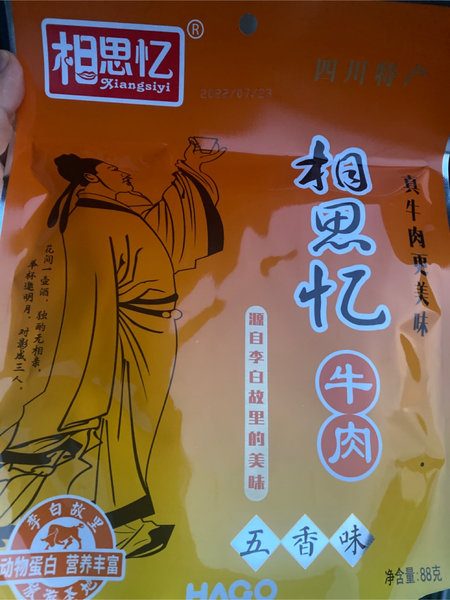 相思忆®
Xiangsiyi
2022/07/23
四川特产
相思忆
牛肉
真牛肉更美味
源自李白故里的美味
花间一壶酒，独酌无相亲。
举杯邀明月，对影成三人。
五香味
李白故里
动物蛋白 营养丰富
HAGO
净含量:88克